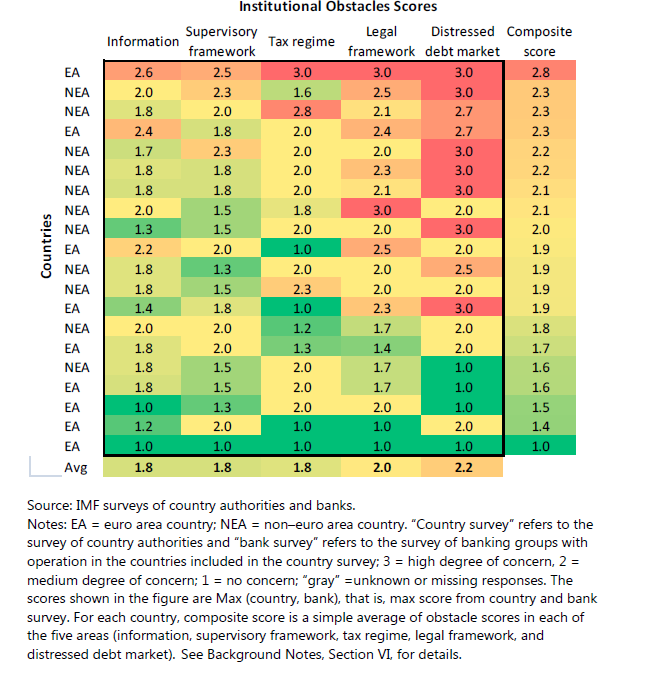 Institutional Obstacles Scores
Information Supervisory framework Tax regime Legal framework Distressed debt market Composite score
Countries
EA 2.6 2.5 3.0 3.0 3.0 2.8
NEA 2.0 2.3 1.6 2.5 3.0 2.3
NEA 1.8 2.0 2.8 2.1 2.7 2.3
EA 2.4 1.8 2.0 2.4 2.7 2.3
NEA 1.7 2.3 2.0 2.0 3.0 2.2
NEA 1.8 1.8 2.0 2.3 3.0 2.2
NEA 1.8 1.8 2.0 2.1 3.0 2.1
NEA 2.0 1.5 1.8 3.0 2.0 2.1
NEA 1.3 1.5 2.0 2.0 3.0 2.0
EA 2.2 2.0 1.0 2.5 2.0 1.9
NEA 1.8 1.3 2.0 2.0 2.5 1.9
NEA 1.8 1.5 2.3 2.0 2.0 1.9
EA 1.4 1.8 1.0 2.3 3.0 1.9
NEA 2.0 2.0 1.2 1.7 2.0 1.8
EA 1.8 2.0 1.3 1.4 2.0 1.7
NEA 1.8 1.5 2.0 1.7 1.0 1.6
EA 1.8 1.5 2.0 1.7 1.0 1.6
EA 1.0 1.3 2.0 2.0 1.0 1.5
EA 1.2 2.0 1.0 1.0 2.0 1.4
EA 1.0 1.0 1.0 1.0 1.0 1.0
Avg 1.8 1.8 1.8 2.0 2.2
Source: IMF surveys of country authorities and banks.
Notes: EA = euro area country; NEA = non–euro area country. “Country survey” refers to the
survey of country authorities and “bank survey” refers to the survey of banking groups with
operation in the countries included in the country survey; 3 = high degree of concern, 2 =
medium degree of concern; 1 = no concern; “gray” =unknown or missing responses. The
scores shown in the figure are Max (country, bank), that is, max score from country and bank
survey. For each country, composite score is a simple average of obstacle scores in each of
the five areas (information, supervisory framework, tax regime, legal framework, and
distressed debt market). See Background Notes, Section VI, for details.